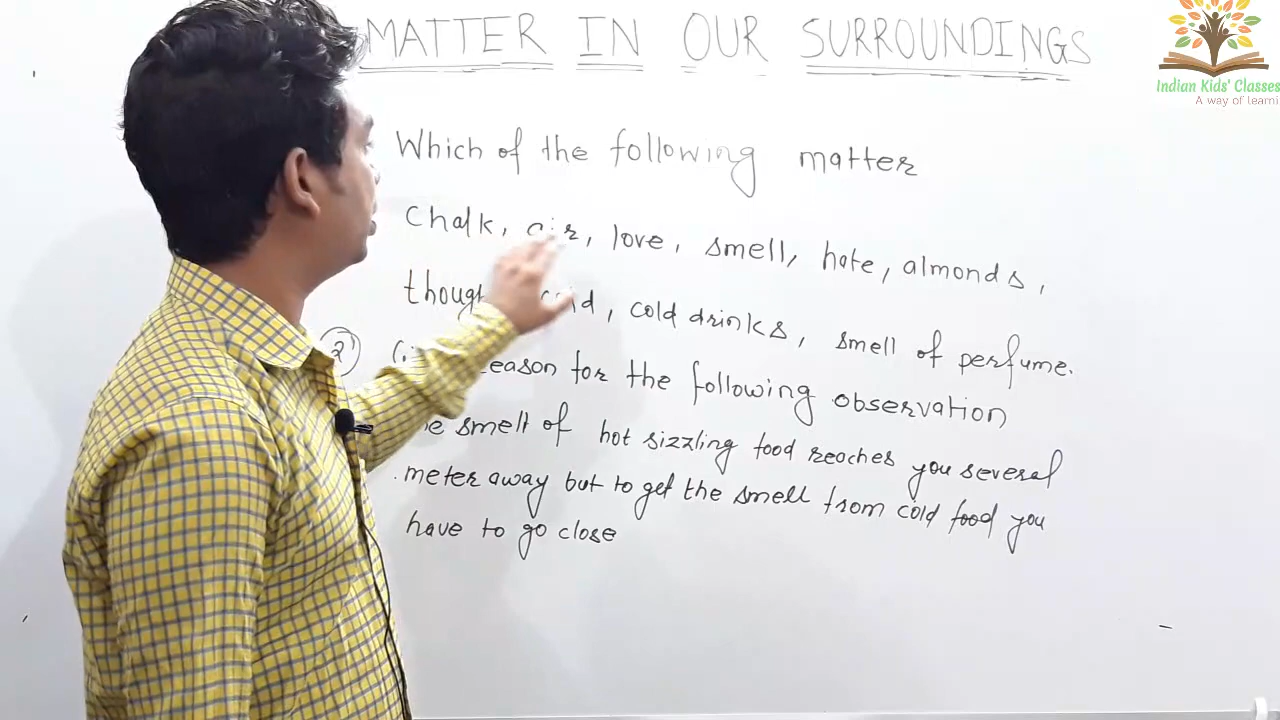 MATTER IN OUR SURROUNDINGS
Indian Kids' Classes
A way of learni
Which of the following matter
Chalk, air, love, smell, hate, almonds,
cold drinks, smell of perfume.
2 for the following observation
smell of hot sizzling food reaches you several
meter away but to get the smell from cold food you
have to go close